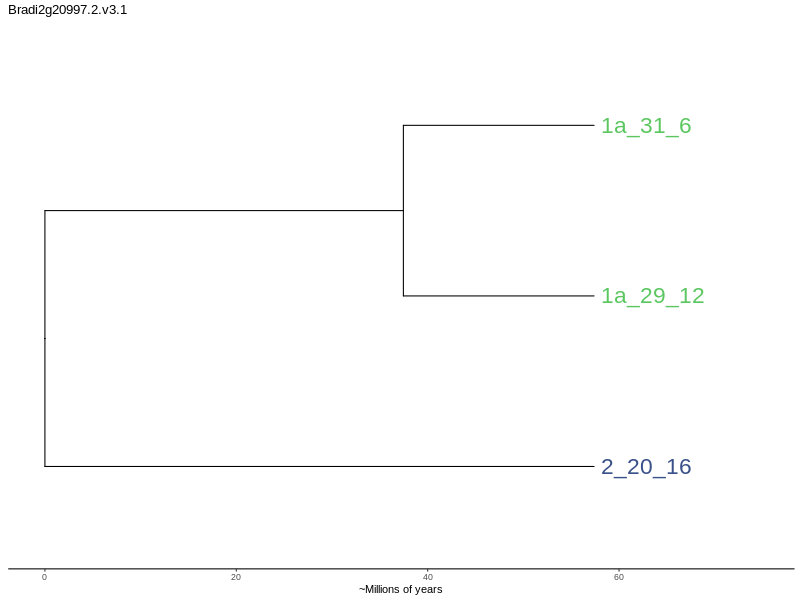 Bradi2g20997.2.v3.1
1a_31_6
1a_29_12
2_20_16
0 20 40 60
~Millions of years